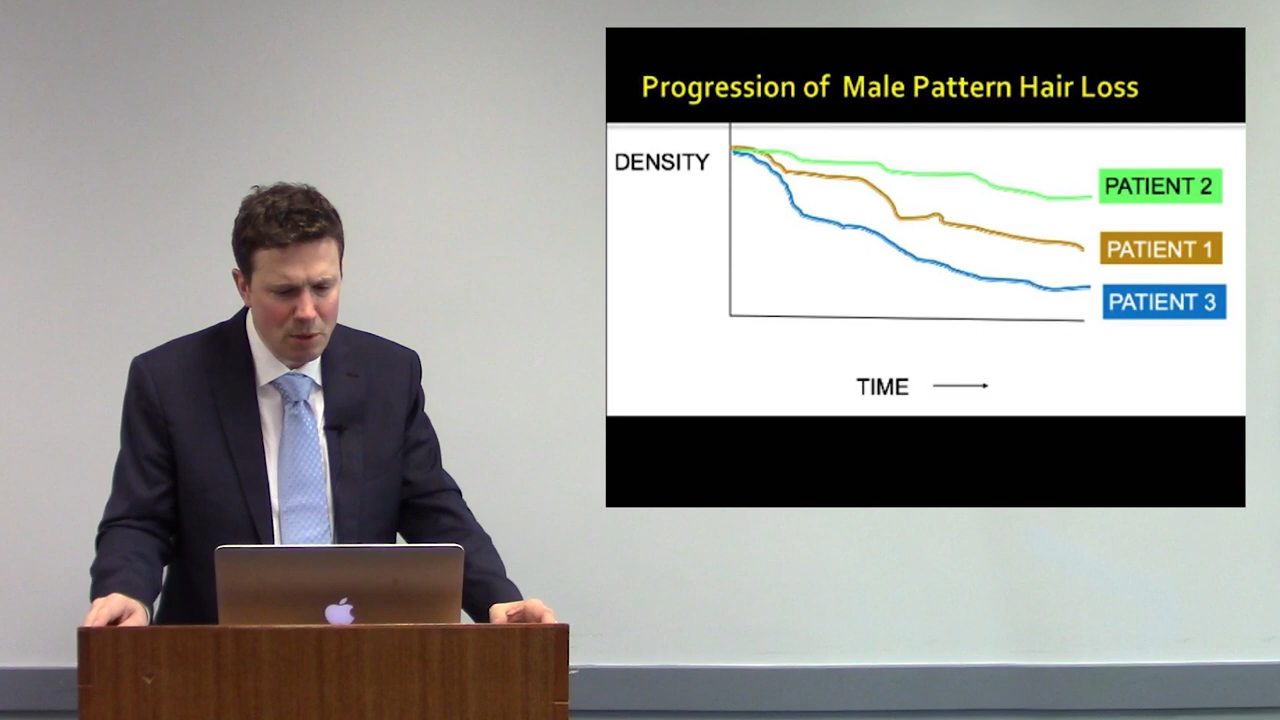 Progression of Male Pattern Hair Loss
DENSITY
PATIENT 2
PATIENT 1
PATIENT 3
TIME